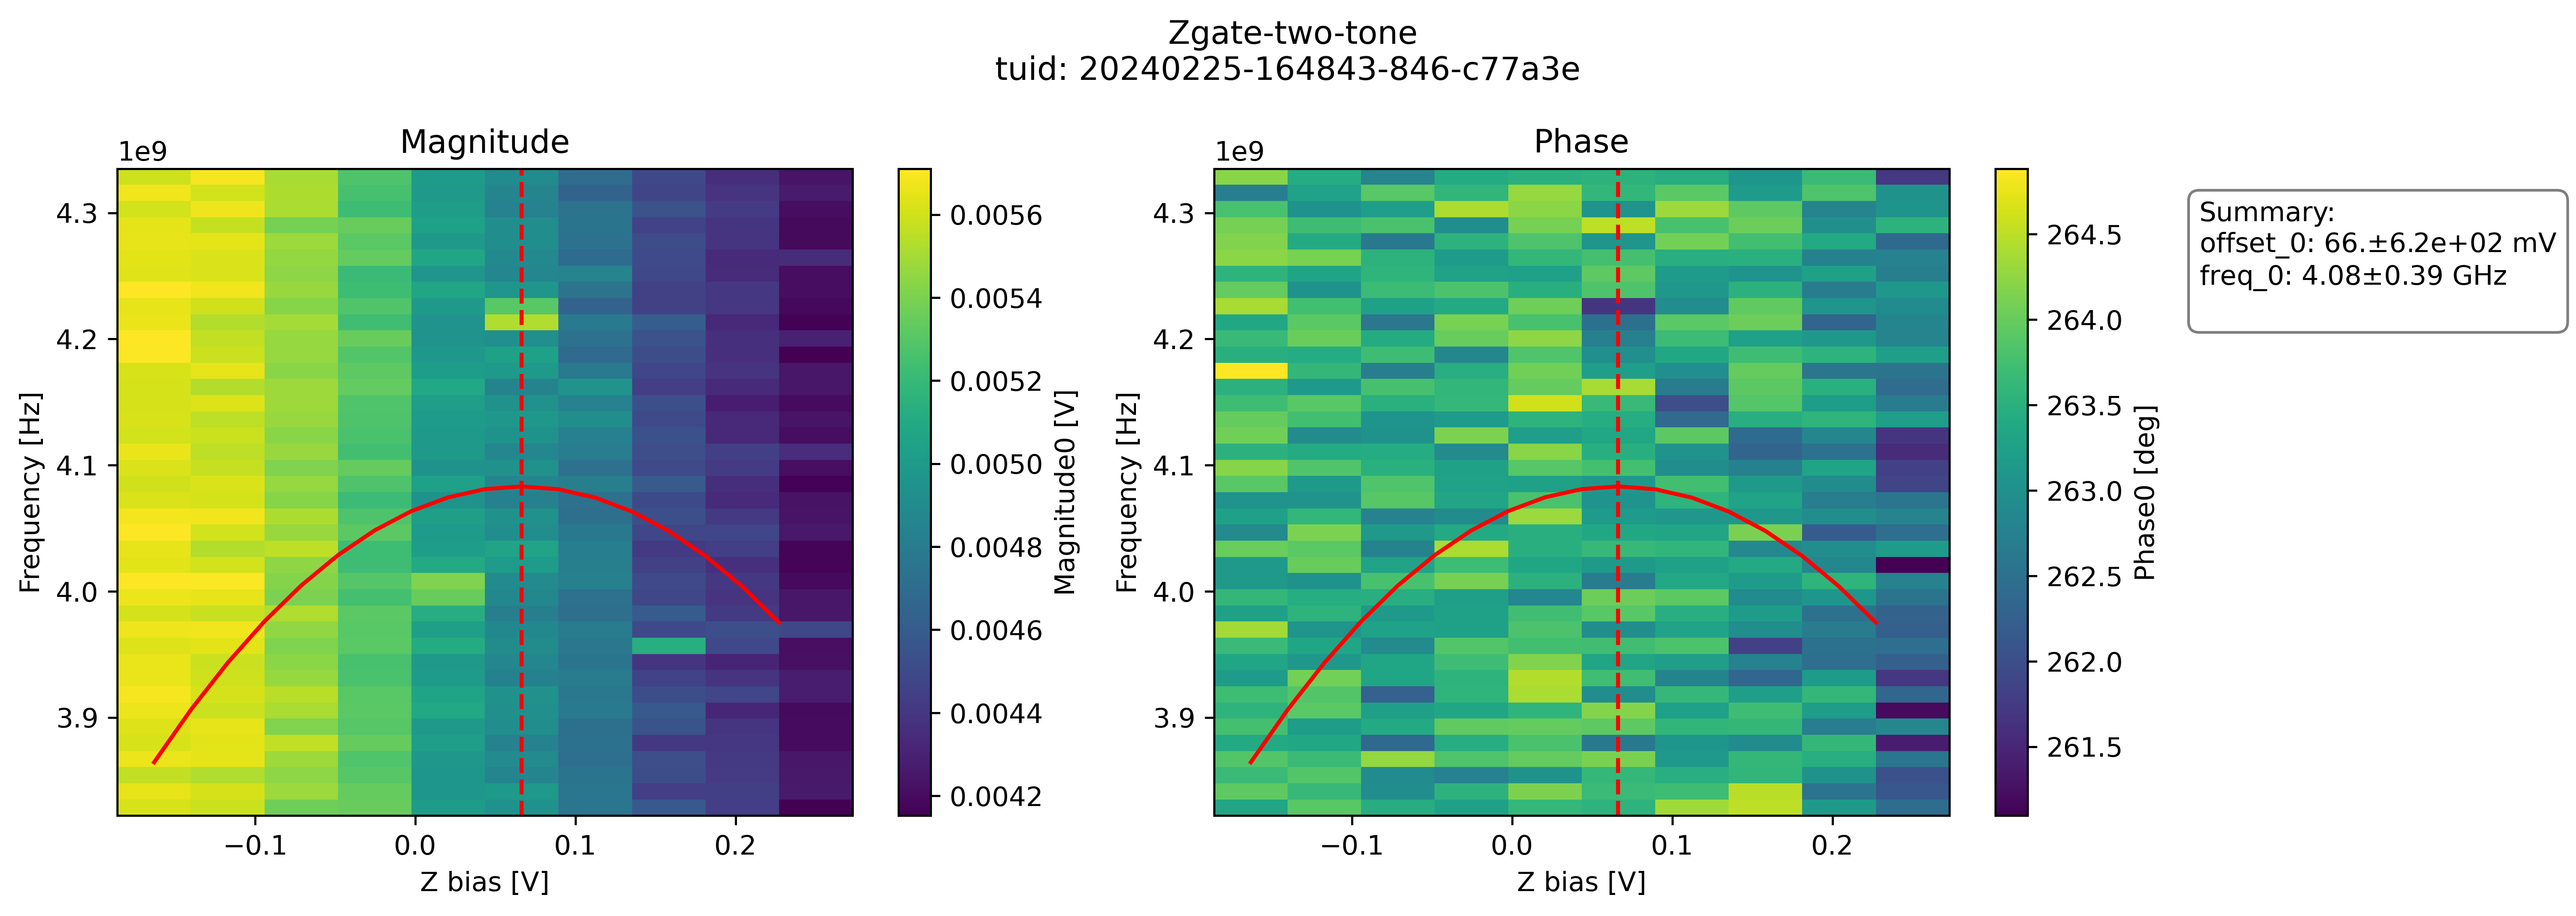 Zgate-two-tone
tuid: 20240225-164843-846-c77a3e
Magnitude
1e9
4.3
4.2
4.1
4.0
3.9
Frequency [Hz]
−0.1
0.0
0.1
0.2
Z bias [V]
0.0056
0.0054
0.0052
0.0050
0.0048
0.0046
0.0044
0.0042
Magnitude0 [V]
Phase
1e9
4.3
4.2
4.1
4.0
3.9
Frequency [Hz]
−0.1
0.0
0.1
0.2
Z bias [V]
264.5
264.0
263.5
263.0
262.5
262.0
261.5
Phase0 [deg]
Summary:
offset_0: 66.±6.2e+02 mV
freq_0: 4.08±0.39 GHz